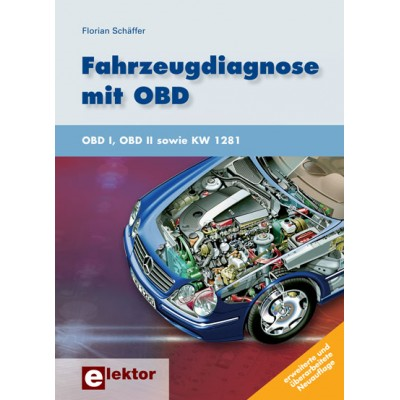 Florian Schäffer
Fahrzeugdiagnose
mit OBD
OBD I, OBD II sowie KW 1281
erweiterte und
überarbeitete
Neuauflage
elektor